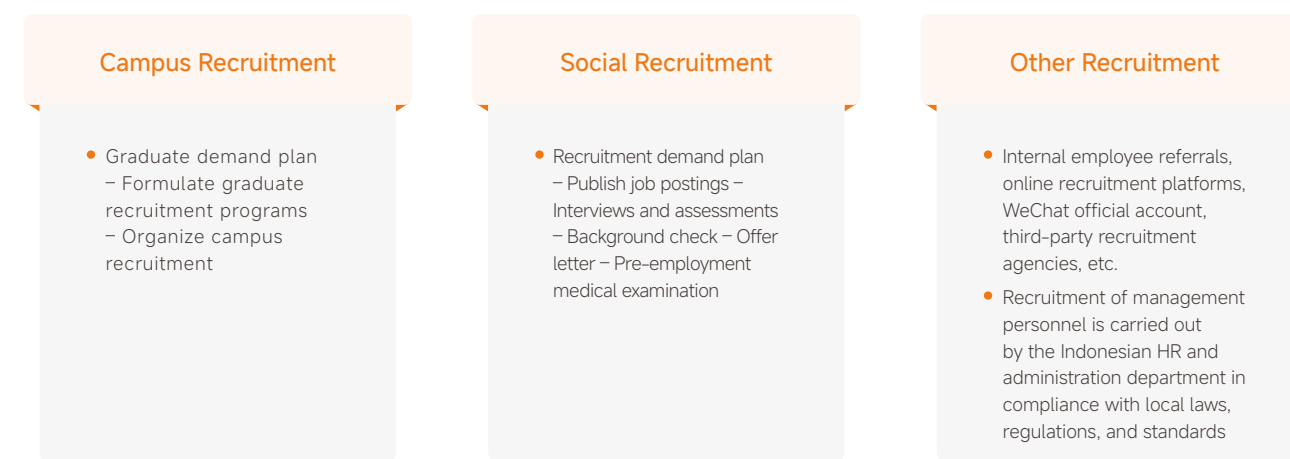 Campus Recruitment
Graduate demand plan
– Formulate graduate
recruitment programs
– Organize campus
recruitment
Social Recruitment
Recruitment demand plan
– Publish job postings –
Interviews and assessments
– Background check – Offer
letter – Pre-employment
medical examination
Other Recruitment
Internal employee referrals,
online recruitment platforms,
WeChat official account,
third-party recruitment
agencies, etc.
Recruitment of management
personnel is carried out
by the Indonesian HR and
administration department in
compliance with local laws,
regulations, and standards